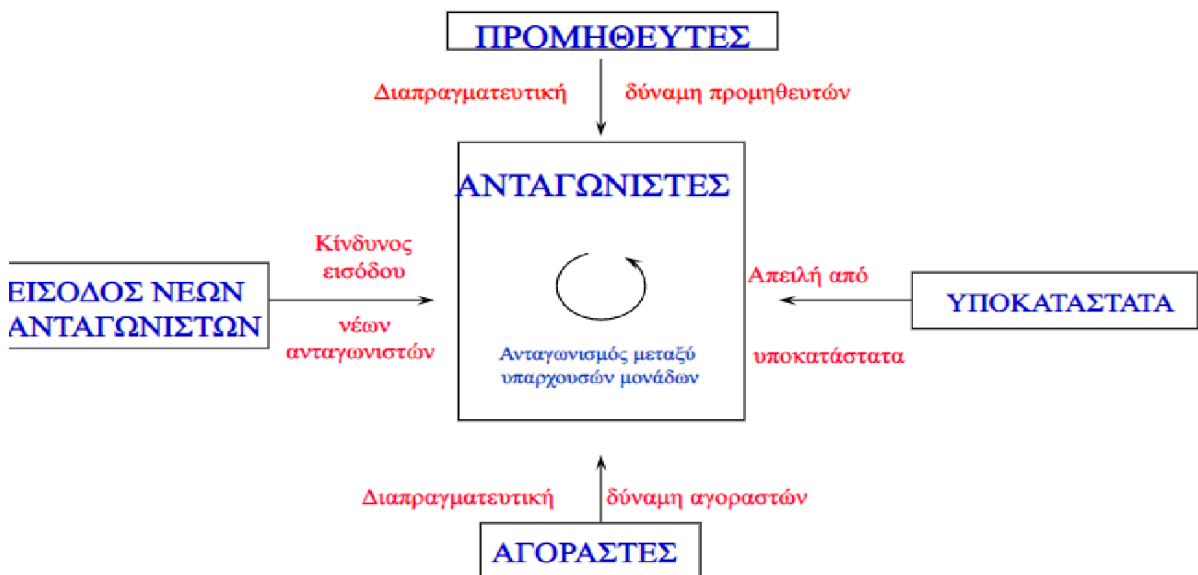 ΠΡΟΜΗΘΕΥΤΕΣ
Διαπραγματευτική δύναμη προμηθευτών
ΑΝΤΑΓΩΝΙΣΤΕΣ
Κίνδυνος
εισόδου
νέων
ανταγωνιστών
ΕΙΣΟΔΟΣ ΝΕΩΝ
ΑΝΤΑΓΩΝΙΣΤΩΝ
Ανταγωνισμός μεταξύ
υπαρχουσών μονάδων
Απειλή από
υποκατάστατα
ΥΠΟΚΑΤΑΣΤΑΤΑ
Διαπραγματευτική δύναμη αγοραστών
ΑΓΟΡΑΣΤΕΣ